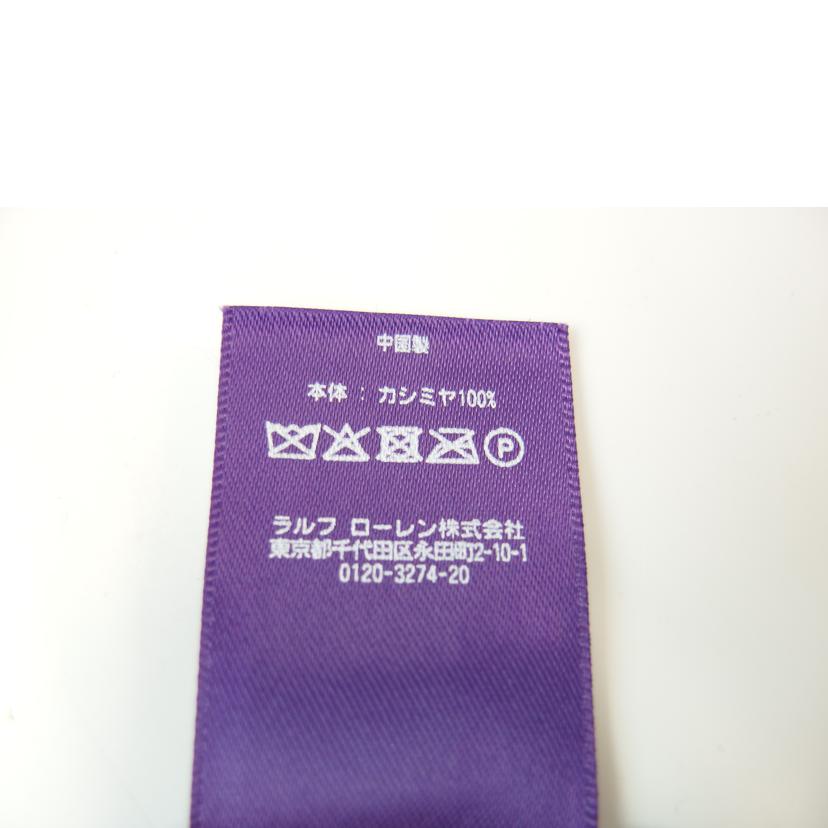 中国製
本体 : カシミヤ100%
P
ラルフ ローレン株式会社
東京都千代田区永田町2-10-1
0120-3274-20